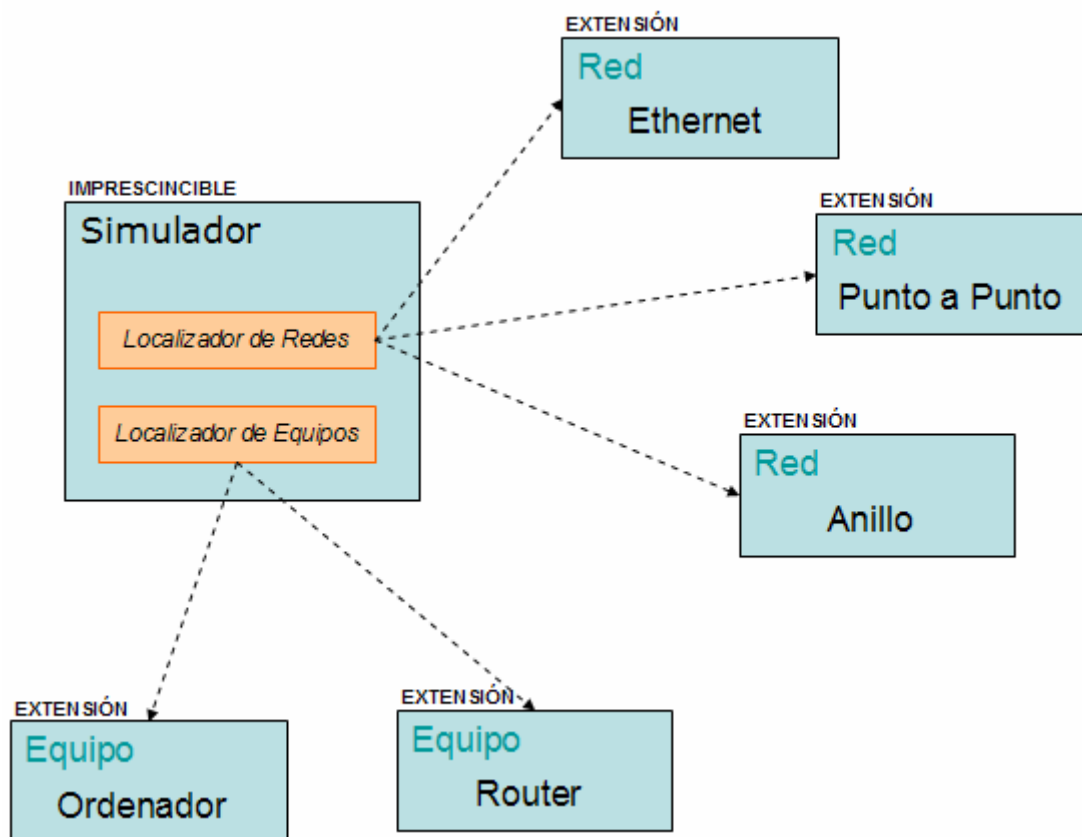 EXTENSIÓN
Red
Ethernet
IMPRESCINCIBLE
Simulador
Localizador de Redes
Localizador de Equipos
EXTENSIÓN
Red
Punto a Punto
EXTENSIÓN
Red
Anillo
EXTENSIÓN
Equipo
Ordenador
EXTENSIÓN
Equipo
Router